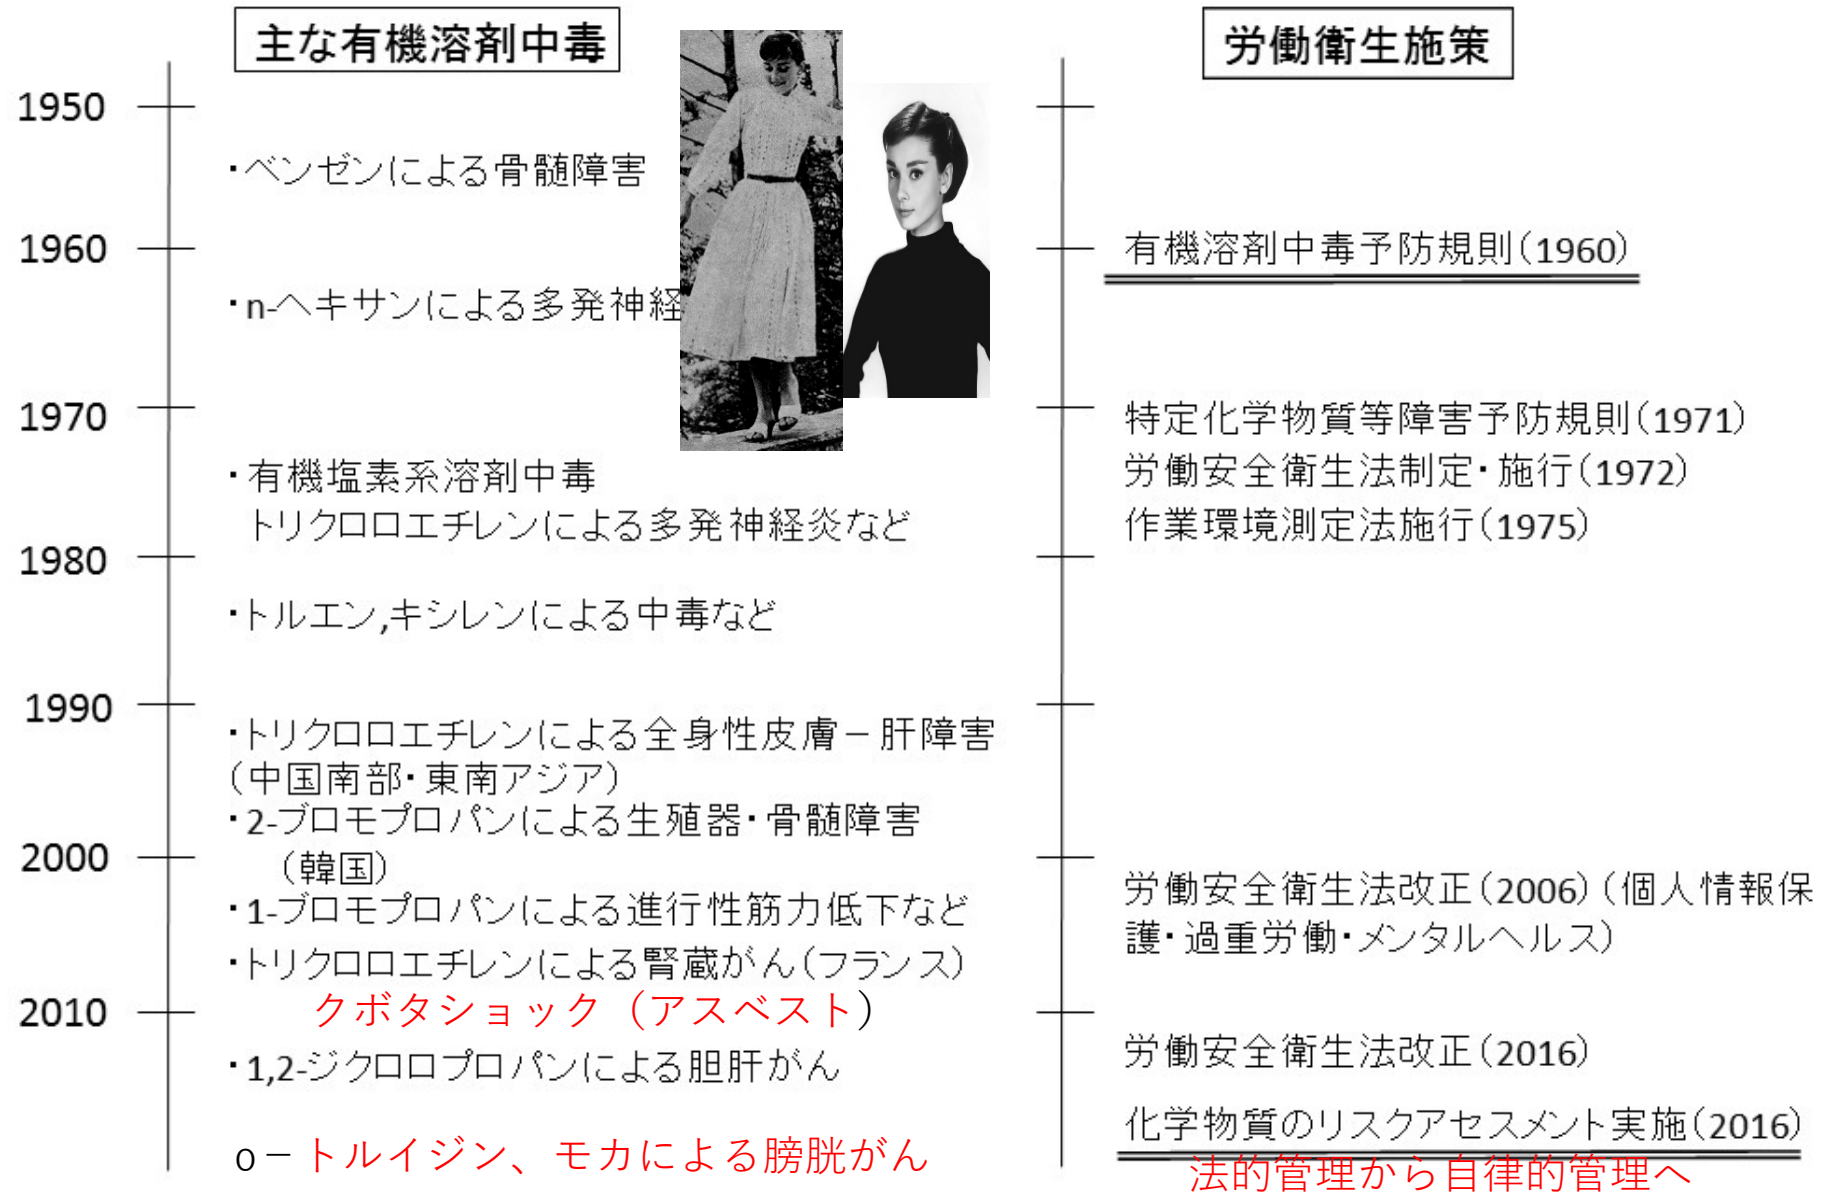 主な有機溶剤中毒
1950
・ベンゼンによる骨髄障害
1960
・n-ヘキサンによる多発神経
1970
・有機塩素系溶剤中毒
トリクロロエチレンによる多発神経炎など
1980
・トルエン,キシレンによる中毒など
1990
・トリクロロエチレンによる全身性皮膚－肝障害
(中国南部・東南アジア)
・2-ブロモプロパンによる生殖器・骨髄障害
2000
(韓国)
・1-ブロモプロパンによる進行性筋力低下など
・トリクロロエチレンによる腎蔵がん(フランス)
クボタショック（アスベスト）
2010
・1,2-ジクロロプロパンによる胆肝がん
o－トルイジン、モカによる膀胱がん
労働衛生施策
有機溶剤中毒予防規則(1960)
特定化学物質等障害予防規則(1971)
労働安全衛生法制定・施行(1972)
作業環境測定法施行(1975)
労働安全衛生法改正(2006)(個人情報保
護・過重労働・メンタルヘルス)
労働安全衛生法改正(2016)
化学物質のリスクアセスメント実施(2016)
法的管理から自律的管理へ